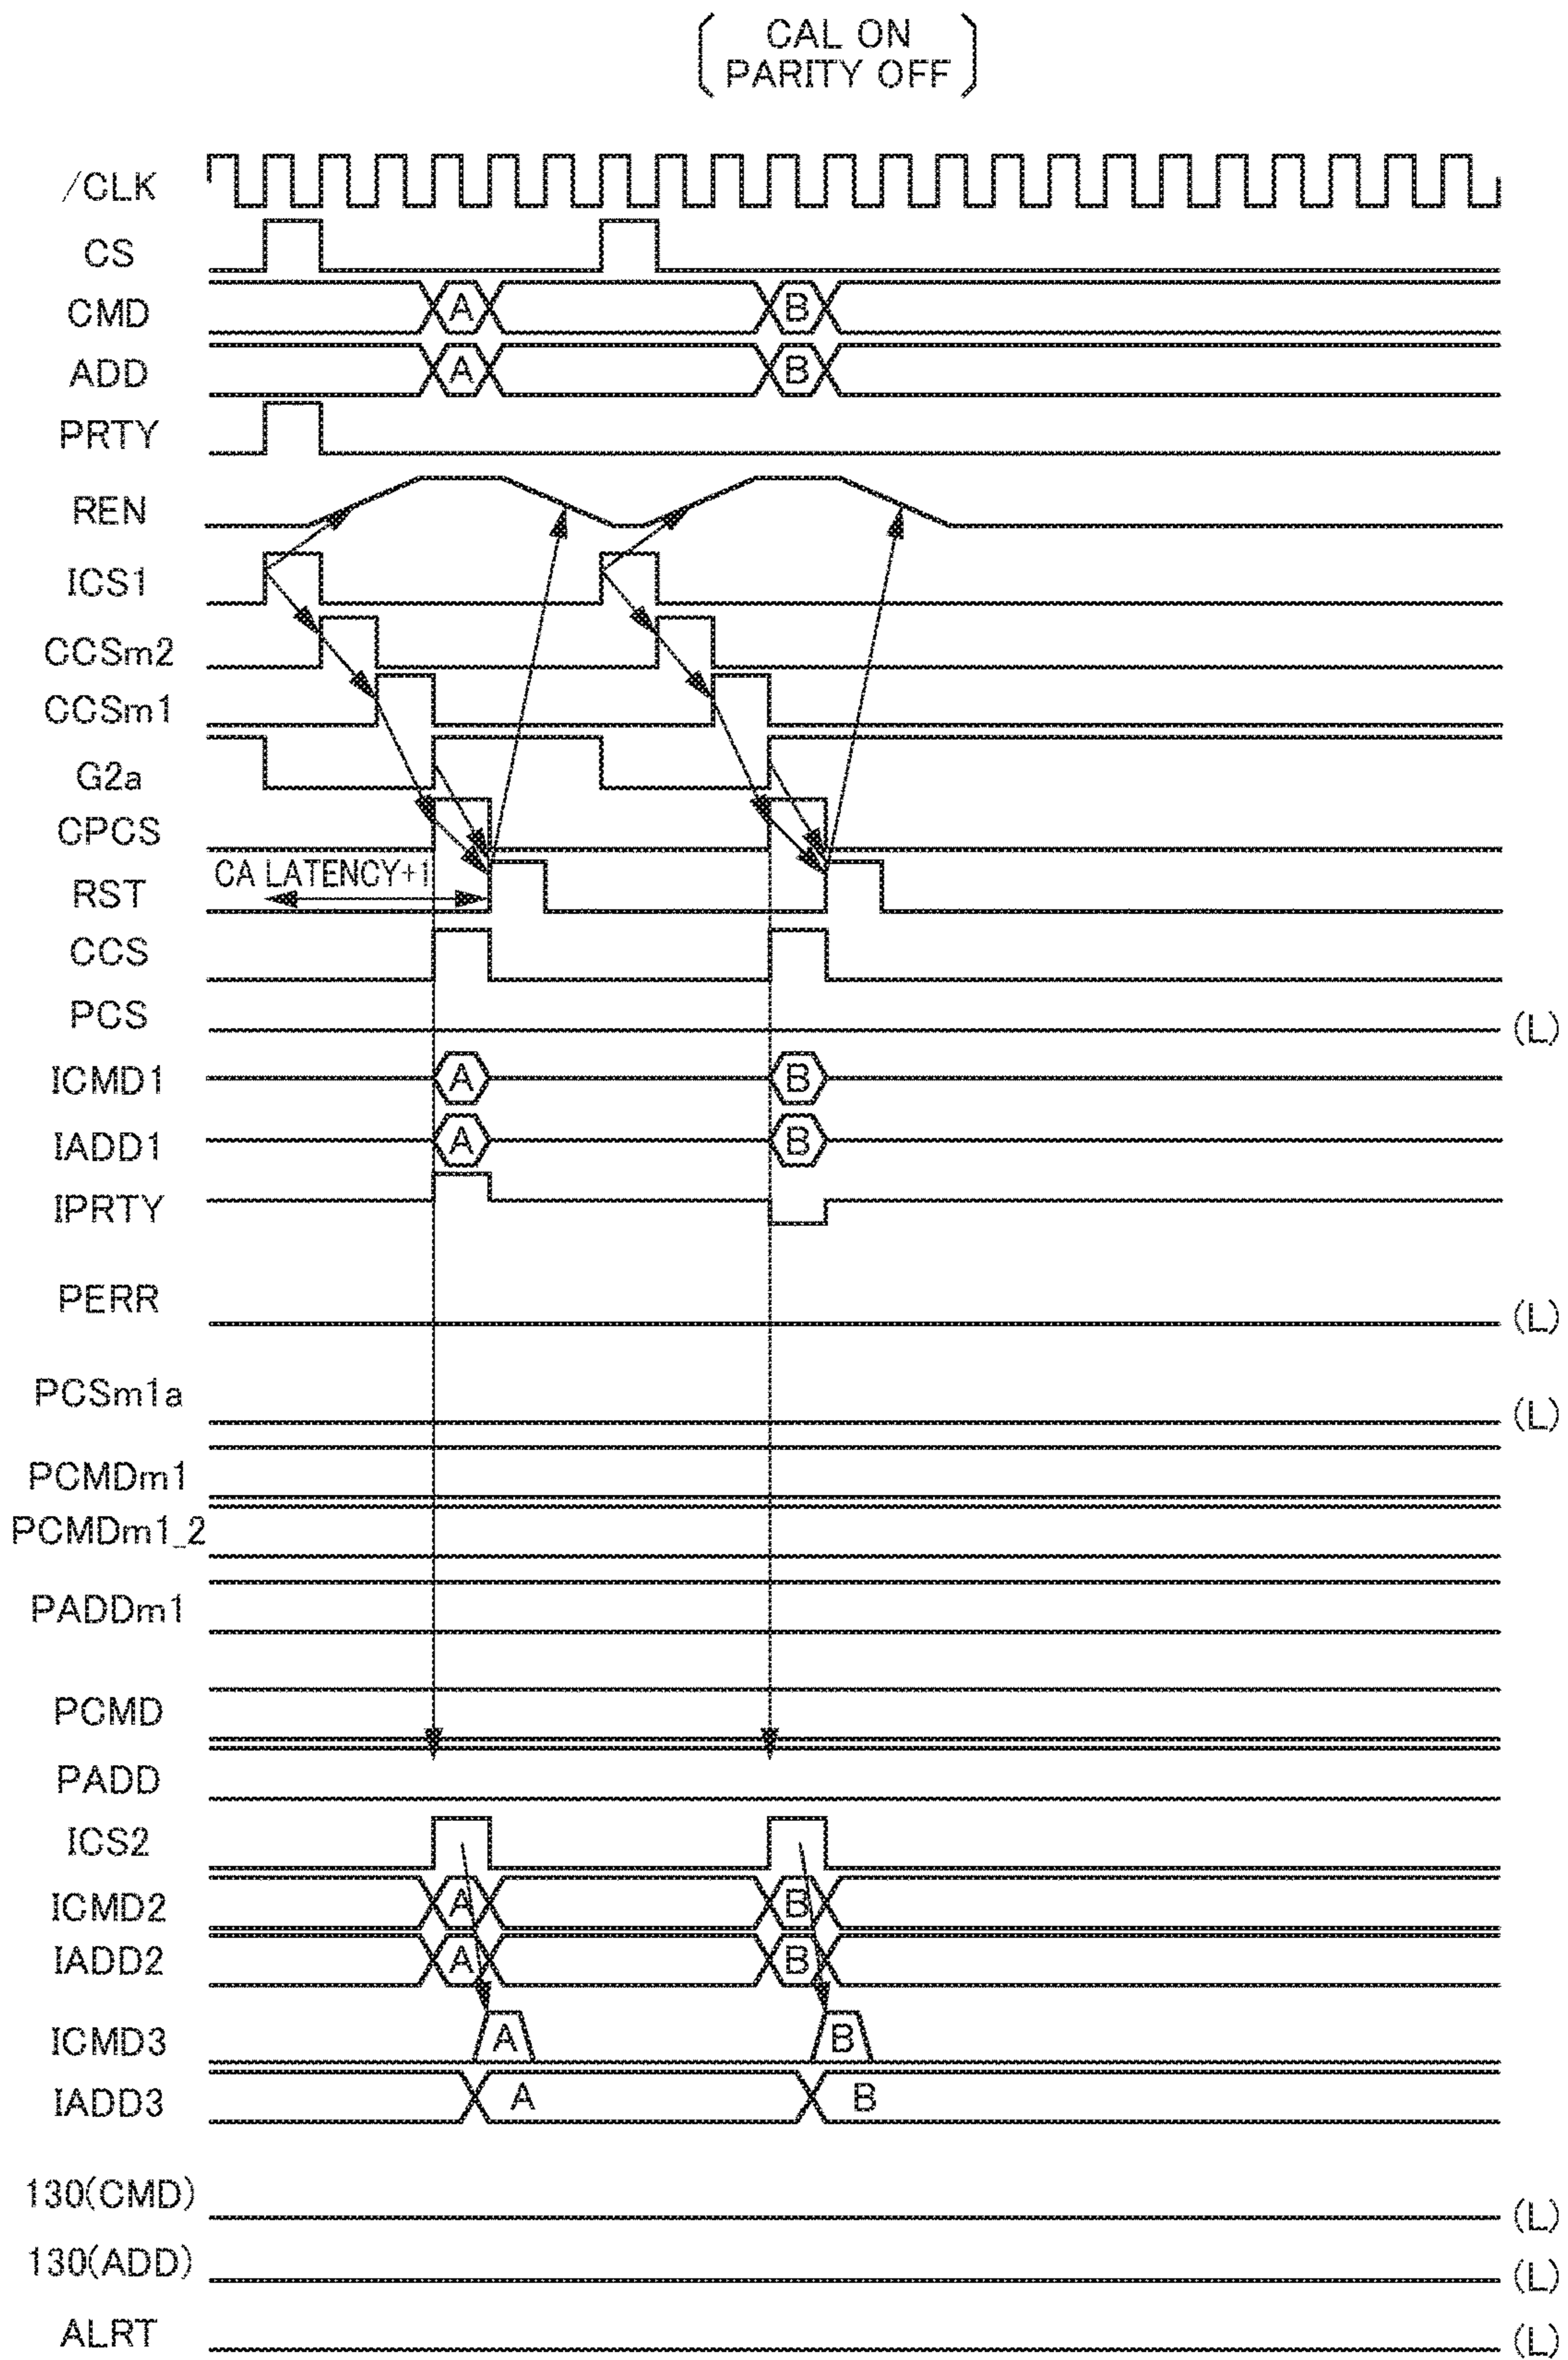 CAL ON
PARITY OFF
/CLK
CS
CMD A B
ADD A B
PRTY
REN
ICS1
CCSm2
CCSm1
G2a
CPCS
CA LATENCY+1
RST
CCS
PCS (L)
ICMD1 A B
IADD1 A B
IPRTY
PERR (L)
PCSm1a (L)
PCMDm1
PCMDm1_2
PADDm1
PCMD
PADD
ICS2
ICMD2 A B
IADD2 A B
ICMD3 A B
IADD3 A B
130(CMD) (L)
130(ADD) (L)
ALRT (L)